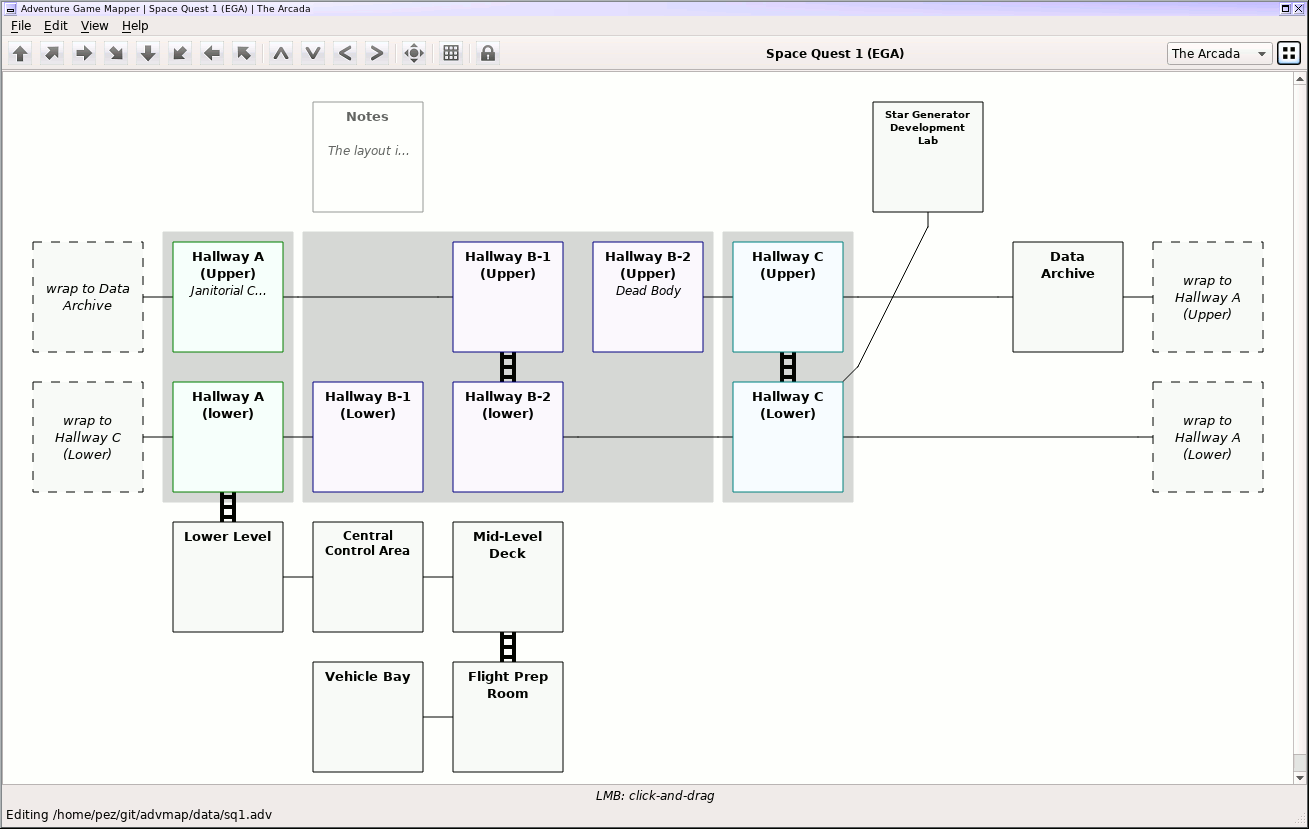 Adventure Game Mapper | Space Quest 1 (EGA) | The Arcada
File Edit View Help
Space Quest 1 (EGA)
The Arcada
Notes
The layout i...
Star Generator
Development
Lab
wrap to Data
Archive
Hallway A
(Upper)
Janitorial C...
Hallway B-1
(Upper)
Hallway B-2
(Upper)
Dead Body
Hallway C
(Upper)
Data
Archive
wrap to
Hallway A
(Upper)
wrap to
Hallway C
(Lower)
Hallway A
(lower)
Hallway B-1
(Lower)
Hallway B-2
(lower)
Hallway C
(Lower)
wrap to
Hallway A
(Lower)
Lower Level
Central
Control Area
Mid-Level
Deck
Vehicle Bay
Flight Prep
Room
LMB: click-and-drag
Editing /home/pez/git/advmap/data/sq1.adv